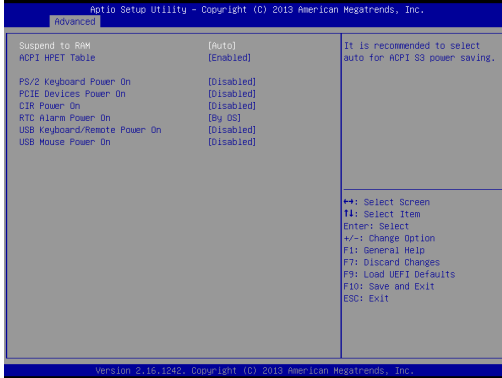 Aptio Setup Utility – Copyright (C) 2013 American Megatrends, Inc.
Advanced
Suspend to RAM [Auto]
ACPI HPET Table [Enabled]
PS/2 Keyboard Power On [Disabled]
PCIE Devices Power On [Disabled]
CIR Power On [Disabled]
RTC Alarm Power On [By OS]
USB Keyboard/Remote Power On [Disabled]
USB Mouse Power On [Disabled]
It is recommended to select
auto for ACPI S3 power saving.
↔: Select Screen
↑↓: Select Item
Enter: Select
+/-: Change Option
F1: General Help
F7: Discard Changes
F9: Load UEFI Defaults
F10: Save and Exit
ESC: Exit
Version 2.16.1242. Copyright (C) 2013 American Megatrends, Inc.